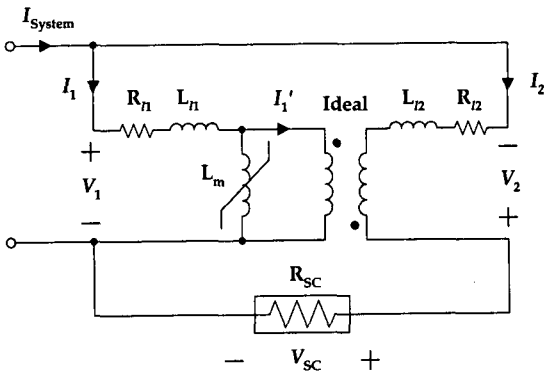 I_System
I_1
R_l1
L_l1
I_1'
Ideal
L_l2
R_l2
I_2
+
V_1
−
L_m
−
V_2
+
R_SC
− V_SC +